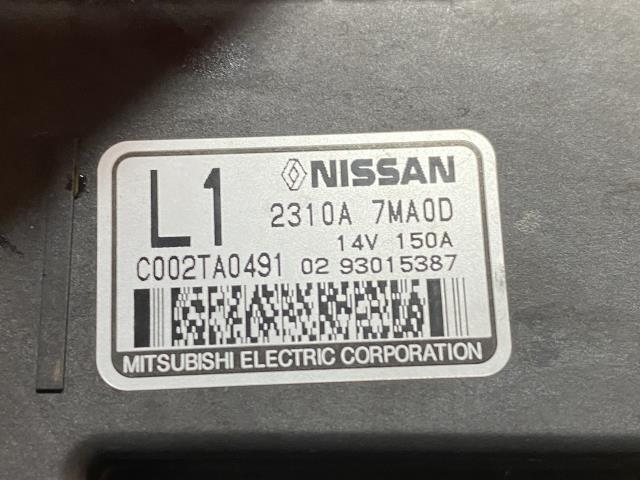 L1
NISSAN
2310A 7MA0D
14V 150A
C002TA0491 02 93015387
MITSUBISHI ELECTRIC CORPORATION